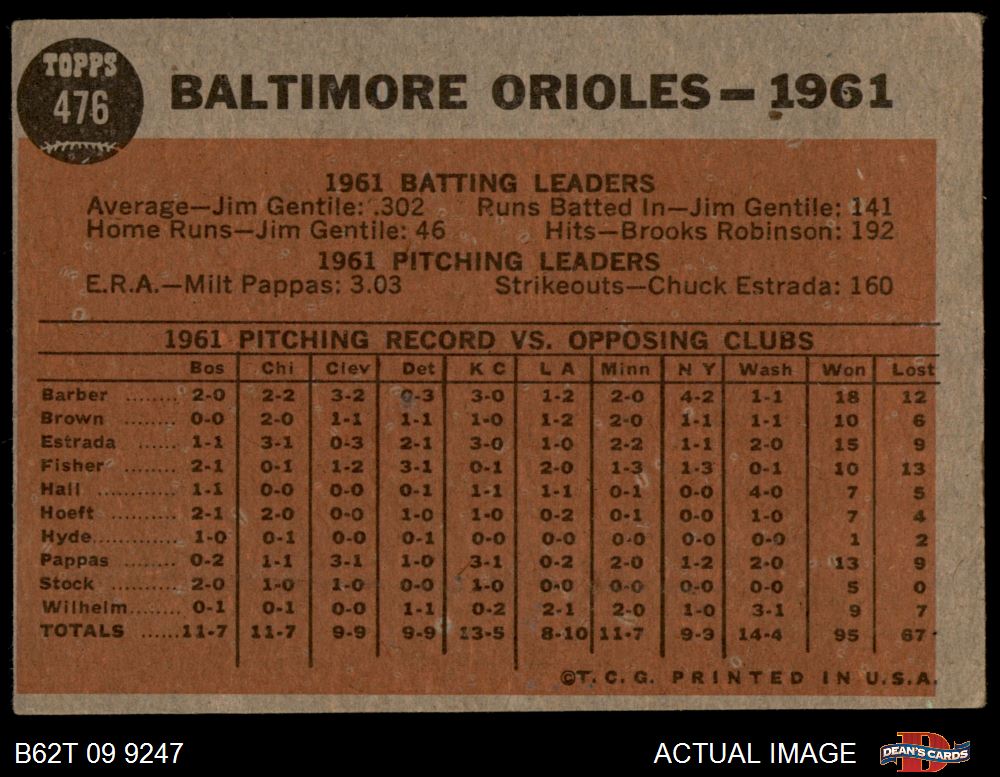 TOPPS
476
BALTIMORE ORIOLES—1961
1961 BATTING LEADERS
Average—Jim Gentile: .302 Runs Batted In—Jim Gentile: 141
Home Runs—Jim Gentile: 46 Hits—Brooks Robinson: 192
1961 PITCHING LEADERS
E.R.A.—Milt Pappas: 3.03 Strikeouts—Chuck Estrada: 160
1961 PITCHING RECORD VS. OPPOSING CLUBS
Bos Chi Clev Det K C L A Minn N Y Wash Won Lost
Barber ........ 2-0 2-2 3-2 0-3 3-0 1-2 2-0 4-2 1-1 18 12
Brown ........ 0-0 2-0 1-1 1-1 1-0 1-2 2-0 1-1 1-1 10 6
Estrada ...... 1-1 3-1 0-3 2-1 3-0 1-0 2-2 1-1 2-0 15 9
Fisher ........ 2-1 0-1 1-2 3-1 0-1 2-0 1-3 1-3 0-1 10 13
Hall ............ 1-1 0-0 0-0 0-1 1-1 1-1 0-1 0-0 4-0 7 5
Hoeft .......... 2-1 2-0 0-0 1-0 1-0 0-2 0-1 0-0 1-0 7 4
Hyde............ 1-0 0-1 0-0 0-1 0-0 0-0 0-0 0-0 0-0 1 2
Pappas ........ 0-2 1-1 3-1 1-0 3-1 0-2 2-0 1-2 2-0 13 9
Stock .......... 2-0 1-0 1-0 0-0 1-0 0-0 0-0 0-0 0-0 5 0
Wilhelm....... 0-1 0-1 0-0 1-1 0-2 2-1 2-0 1-0 3-1 9 7
TOTALS ......11-7 11-7 9-9 9-9 13-5 8-10 11-7 9-9 14-4 95 67
©T. C. G. PRINTED IN U.S.A.
B62T 09 9247 ACTUAL IMAGE DEAN'S CARDS